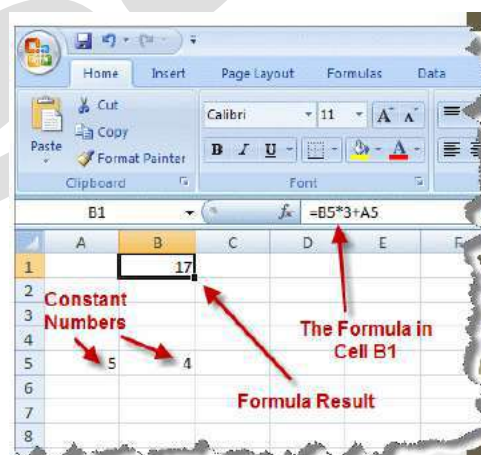 Home Insert Page Layout Formulas Data
Cut
Copy
Paste
Format Painter
Calibri 11 A A
B I U A
Clipboard Font
B1 fx =B5*3+A5
A B C D E F
1 17
2
3
4
5 5 4
6
7
8
Constant
Numbers
The Formula in
Cell B1
Formula Result